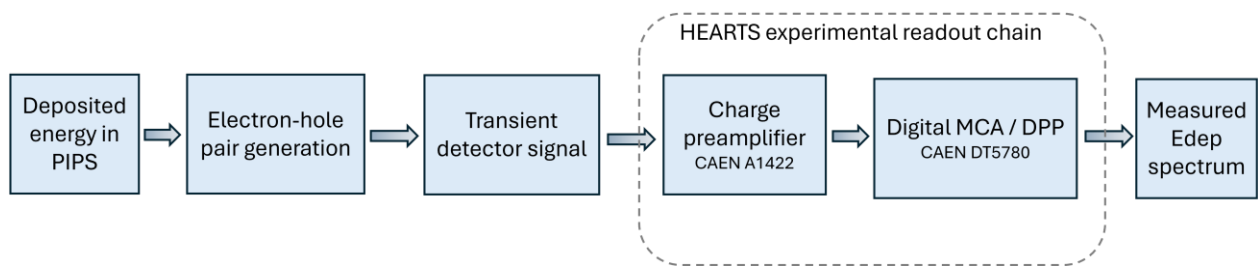 HEARTS experimental readout chain
Deposited
energy in
PIPS
Electron-hole
pair generation
Transient
detector signal
Charge
preamplifier
CAEN A1422
Digital MCA / DPP
CAEN DT5780
Measured
Edep
spectrum